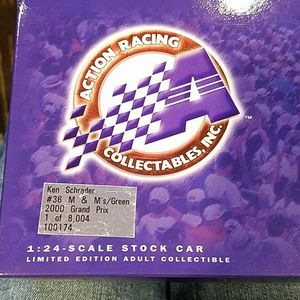 ACTION RACING
A
™
COLLECTABLES, INC.
Ken Schrader
#36 M & M's/Green
2000 Grand Prix
1 of 8,004
100174
1:24-SCALE STOCK CAR
LIMITED EDITION ADULT COLLECTIBLE